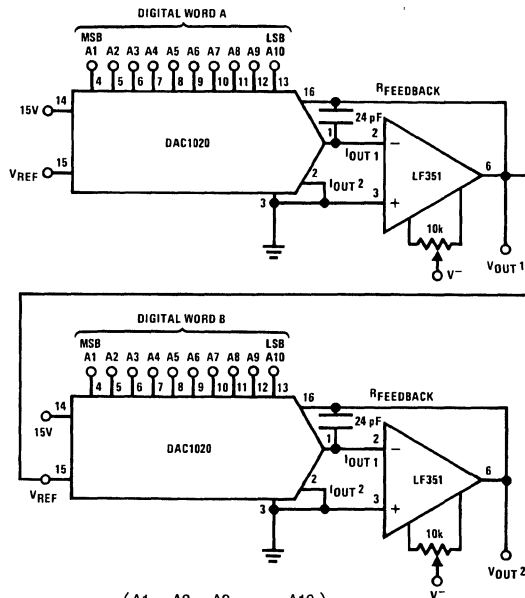 DIGITAL WORD A
MSB LSB
A1 A2 A3 A4 A5 A6 A7 A8 A9 A10
4 5 6 7 8 9 10 11 12 13
16 RFEEDBACK
15V 14
24 pF
DAC1020
1 2
IOUT 1
LF351
6
VREF 15
IOUT 2
2
3
3
10k
V−
VOUT 1
DIGITAL WORD B
MSB LSB
A1 A2 A3 A4 A5 A6 A7 A8 A9 A10
4 5 6 7 8 9 10 11 12 13
16 RFEEDBACK
14
15V
24 pF
DAC1020
1 2
IOUT 1
LF351
6
15
VREF
IOUT 2
2
3
3
10k
V−
VOUT 2